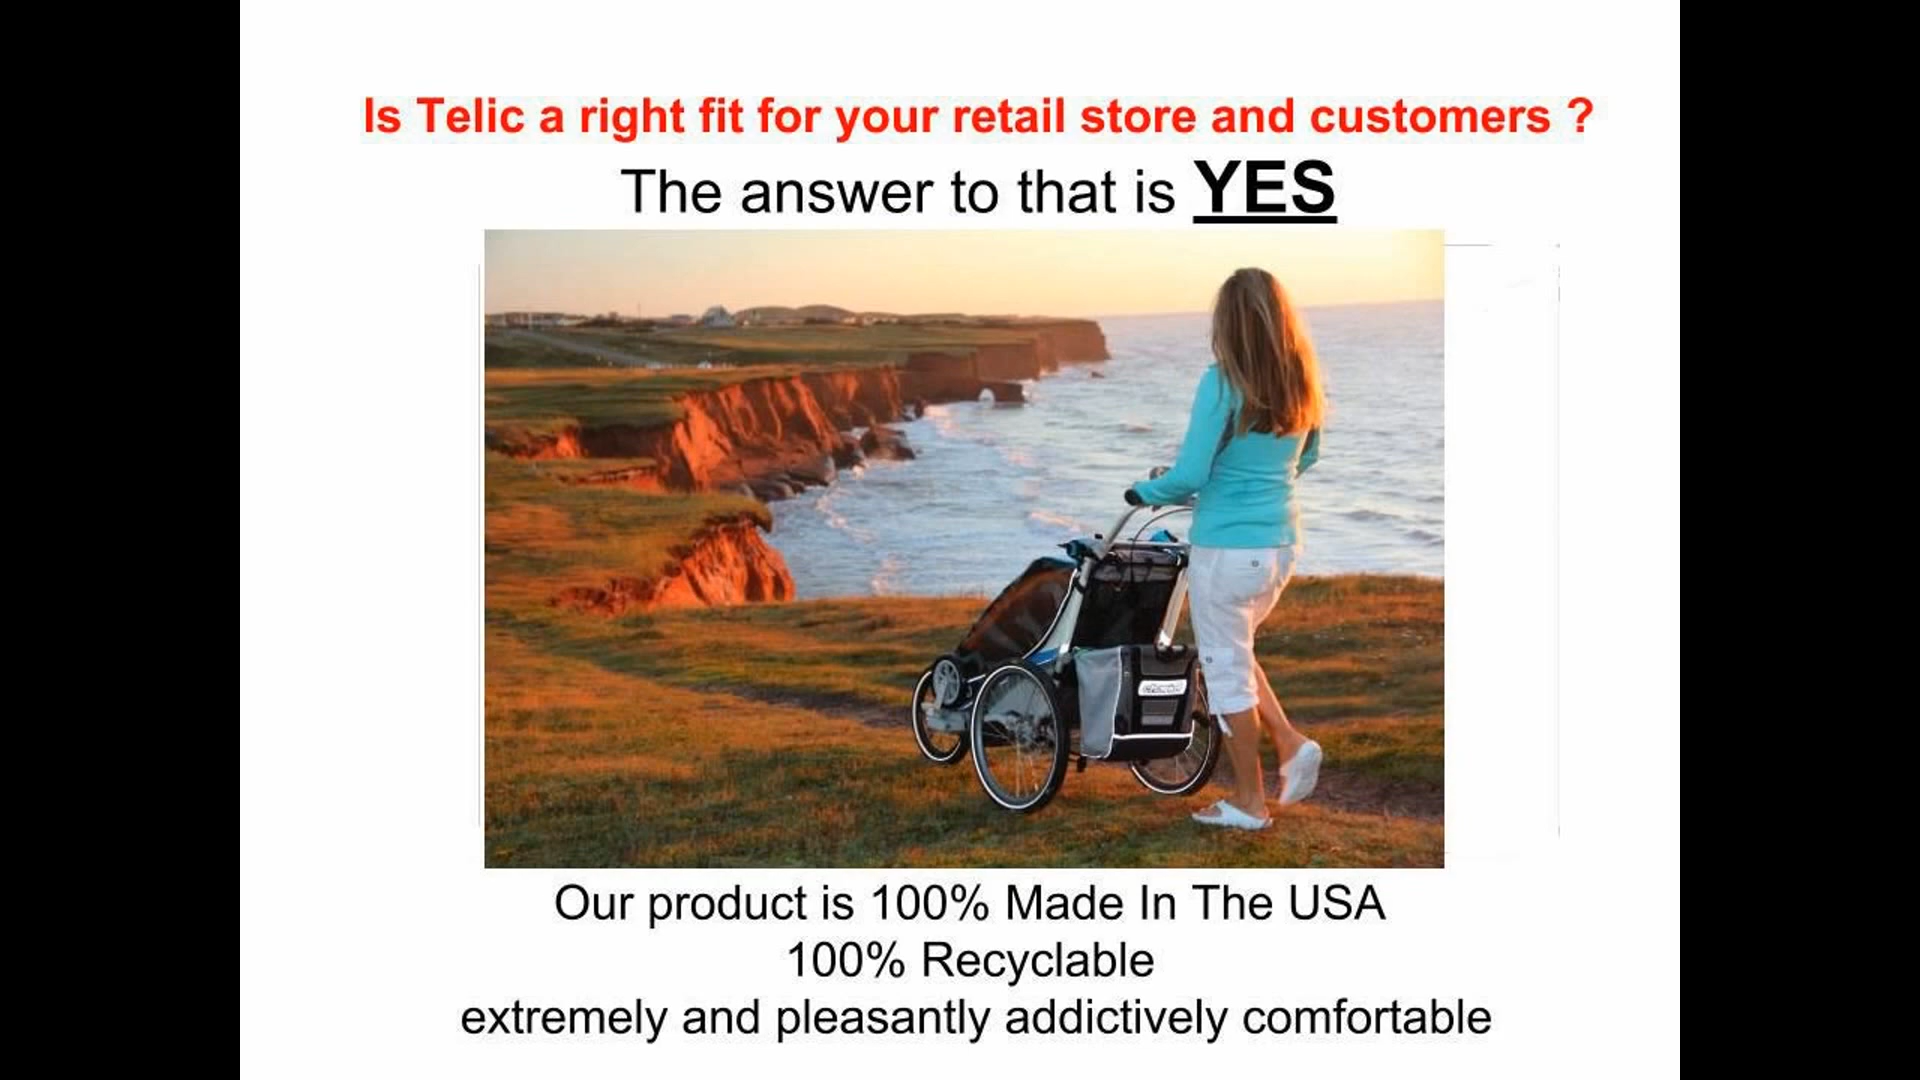 Is Telic a right fit for your retail store and customers ?
The answer to that is YES
Our product is 100% Made In The USA
100% Recyclable
extremely and pleasantly addictively comfortable